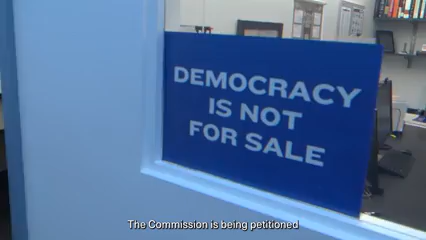 DEMOCRACY
IS NOT
FOR SALE
The Commission is being petitioned